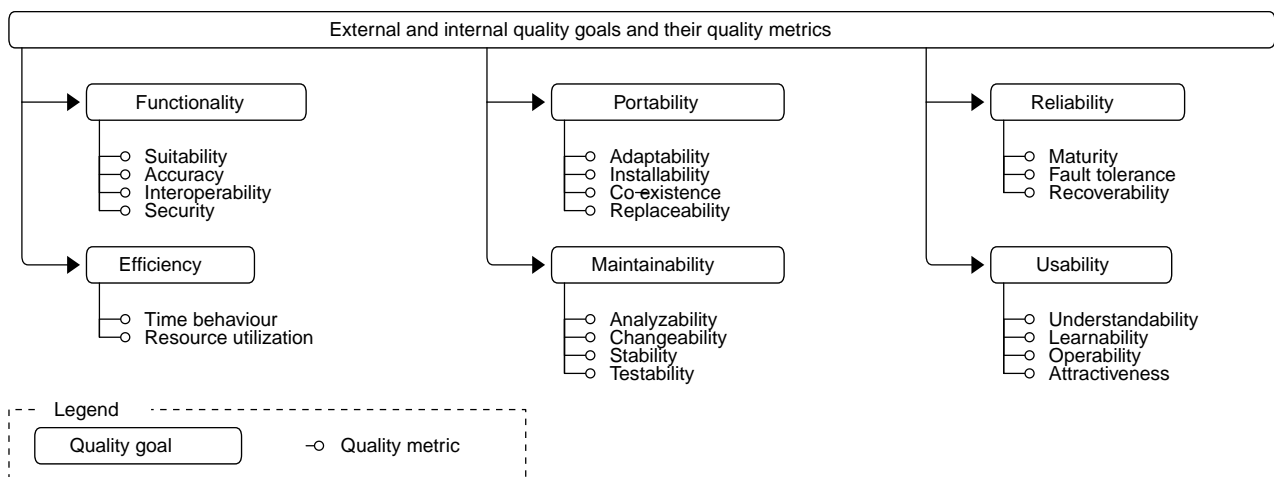 External and internal quality goals and their quality metrics
Functionality
Suitability
Accuracy
Interoperability
Security
Efficiency
Time behaviour
Resource utilization
Portability
Adaptability
Installability
Co-existence
Replaceability
Maintainability
Analyzability
Changeability
Stability
Testability
Reliability
Maturity
Fault tolerance
Recoverability
Usability
Understandability
Learnability
Operability
Attractiveness
Legend
Quality goal
Quality metric